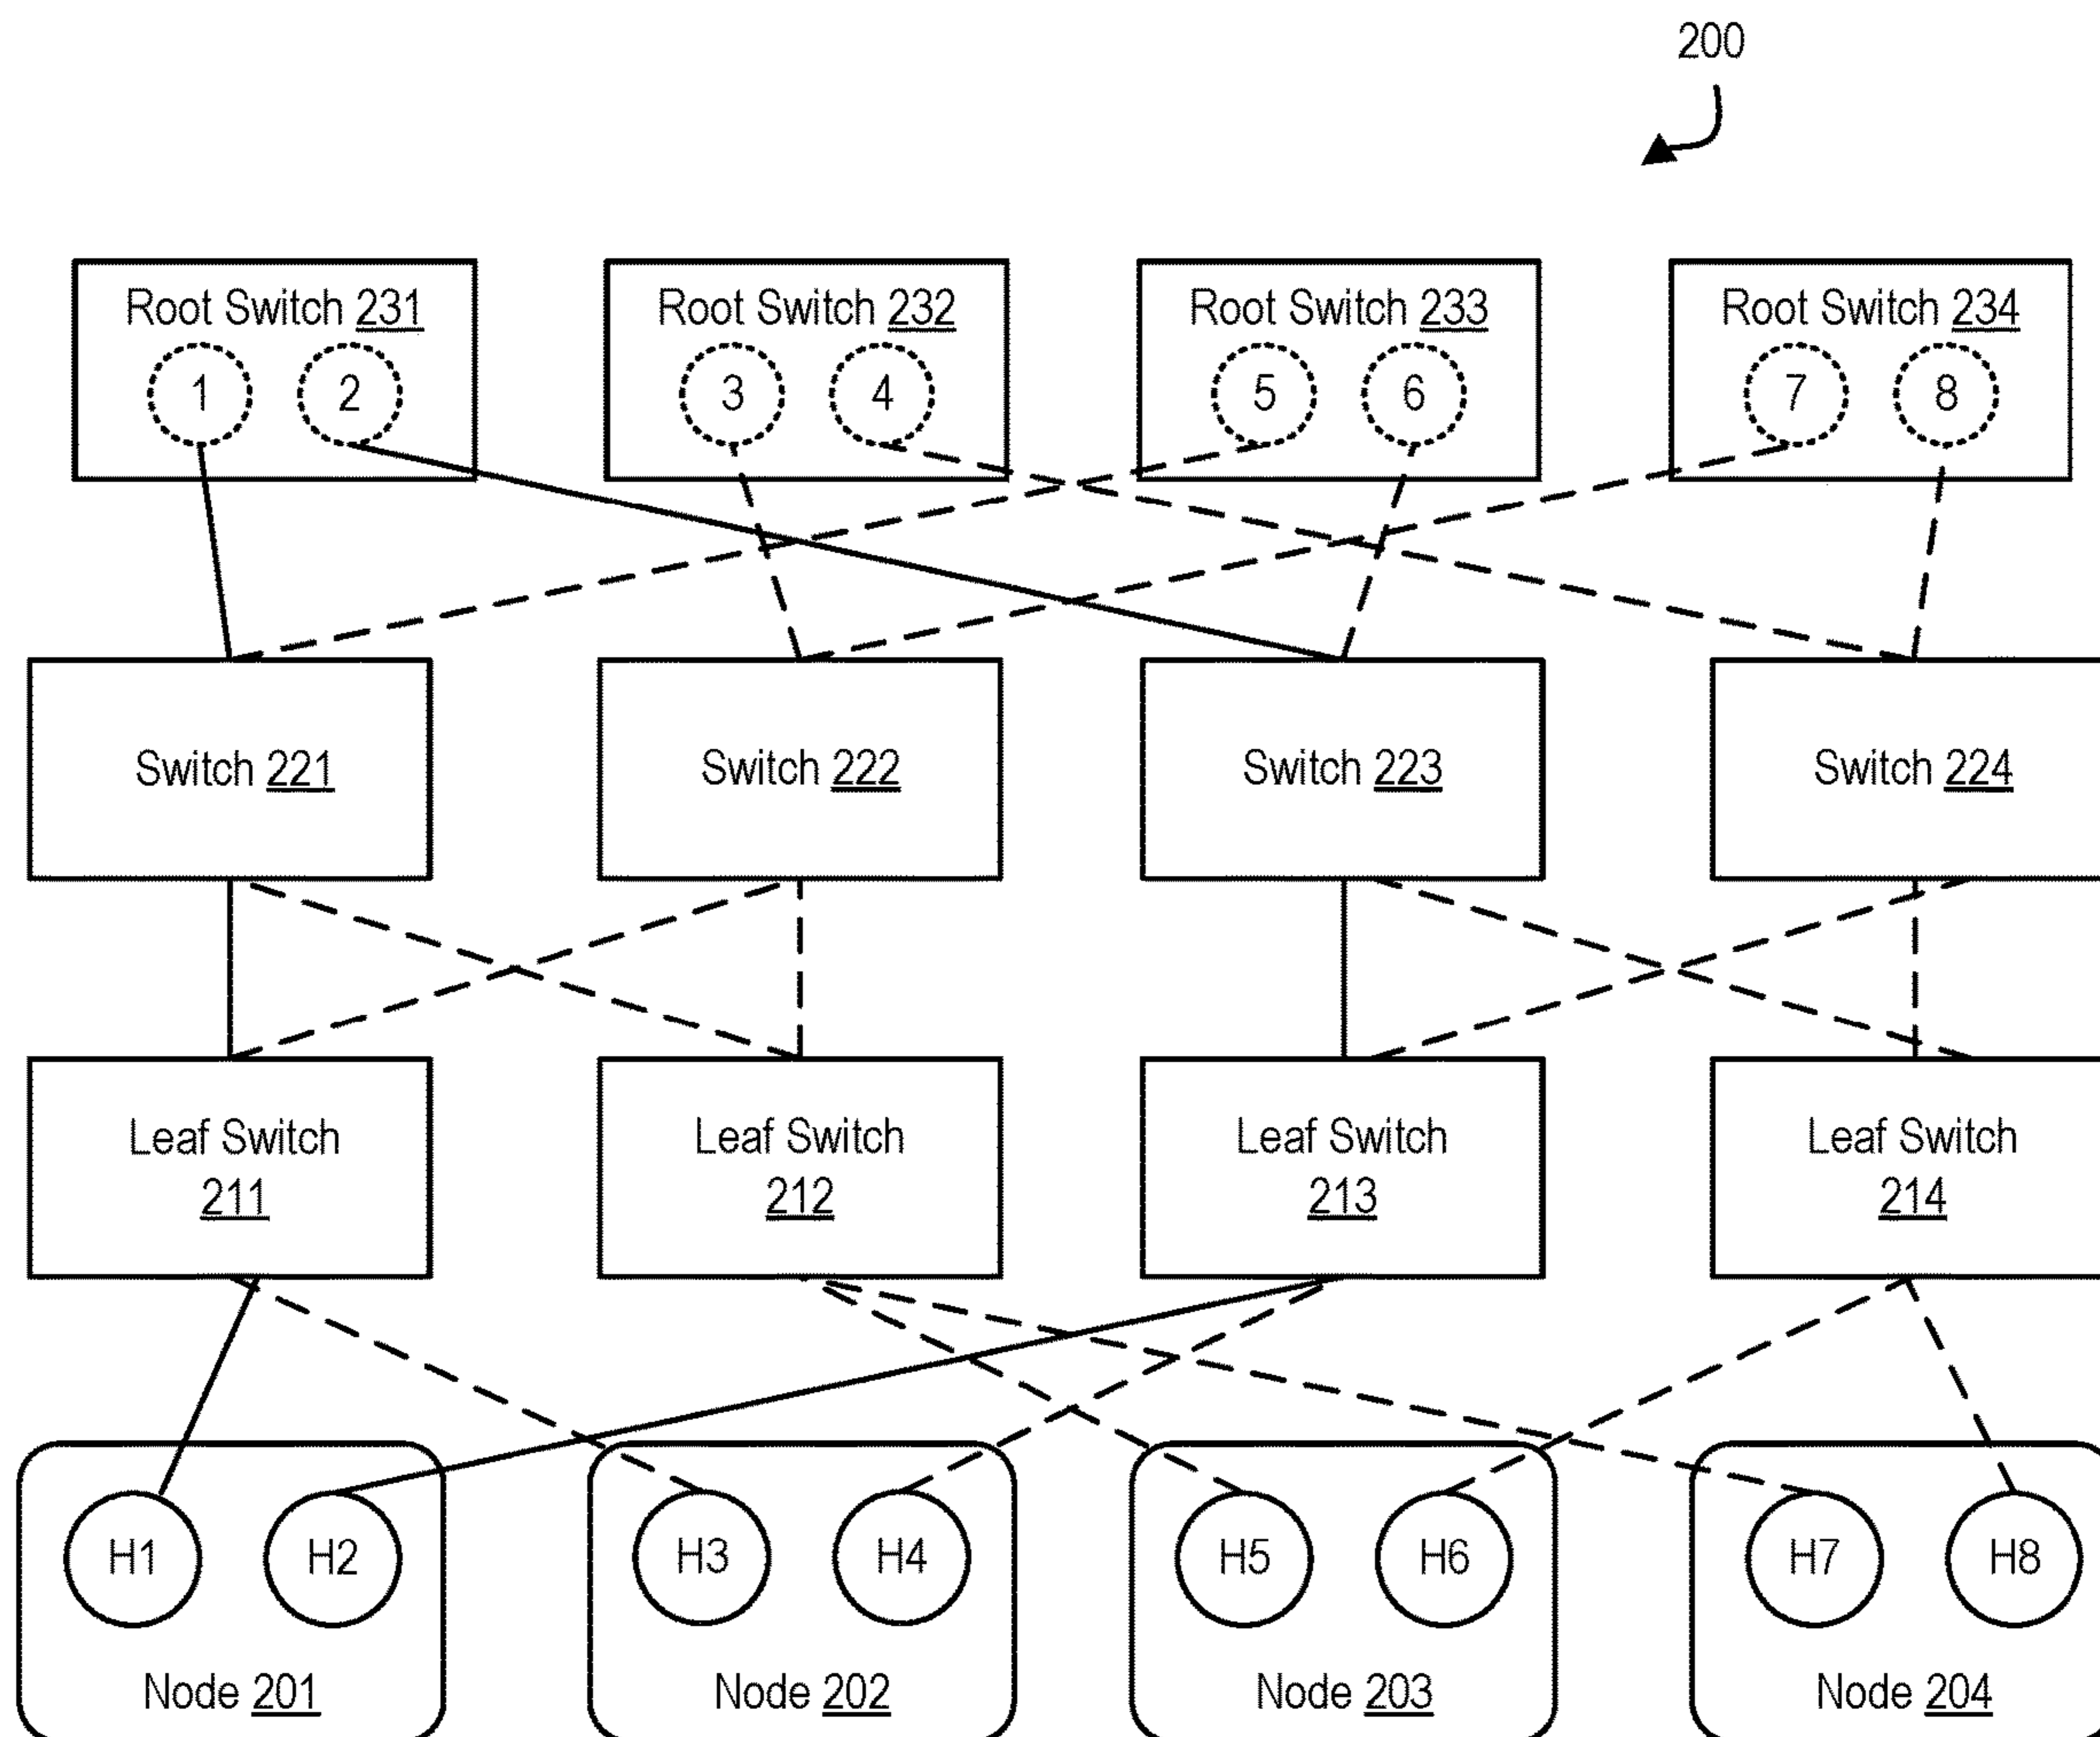 200
Root Switch 231
Root Switch 232
Root Switch 233
Root Switch 234
1
2
3
4
5
6
7
8
Switch 221
Switch 222
Switch 223
Switch 224
Leaf Switch
211
Leaf Switch
212
Leaf Switch
213
Leaf Switch
214
H1
H2
H3
H4
H5
H6
H7
H8
Node 201
Node 202
Node 203
Node 204